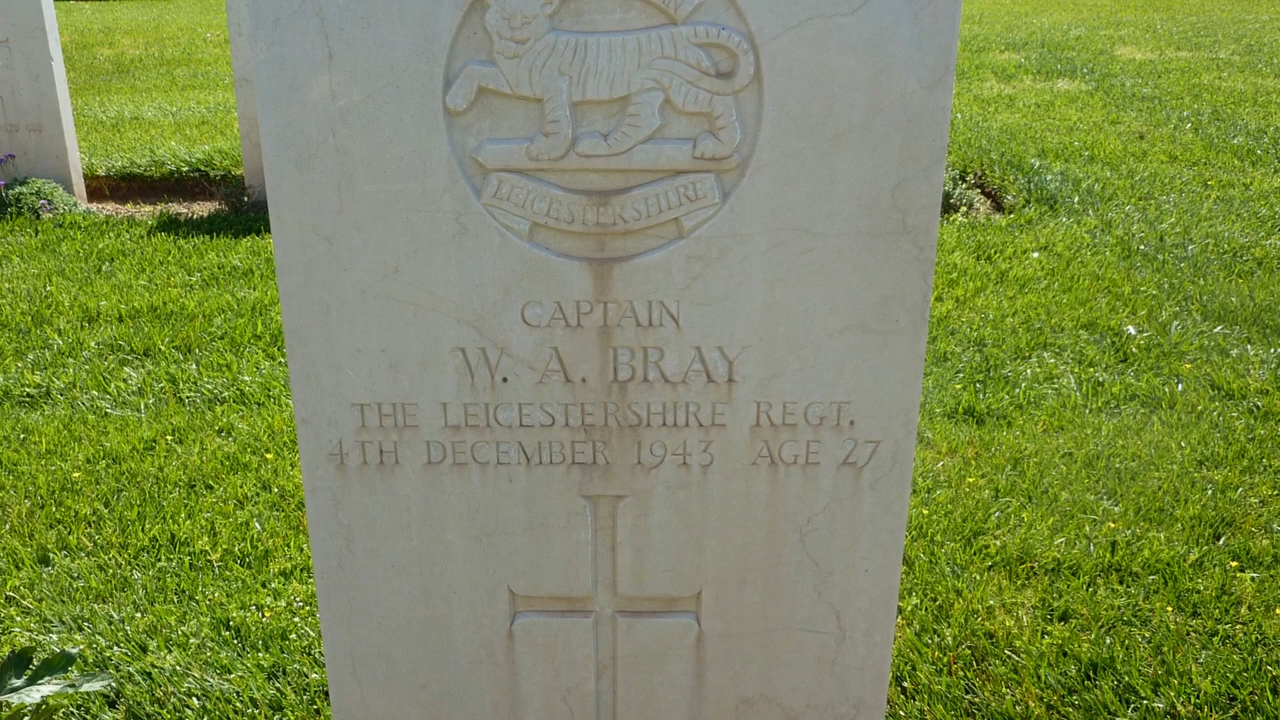 LEICESTERSHIRE
CAPTAIN
W. A. BRAY
THE LEICESTERSHIRE REGT.
4TH DECEMBER 1943 AGE 27